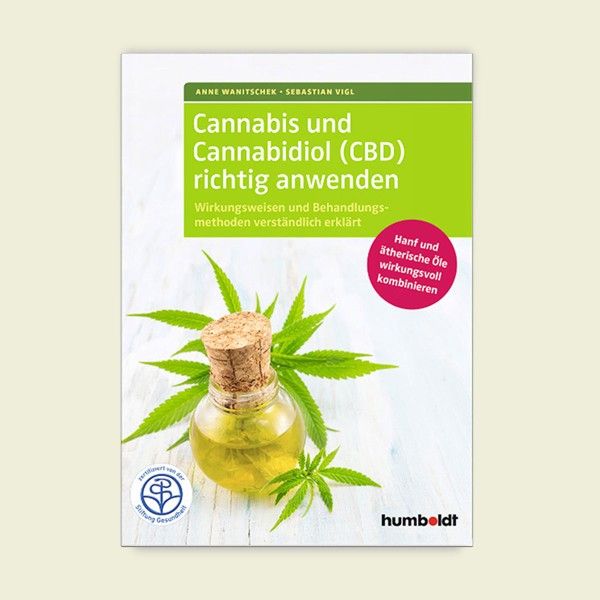 ANNE WANITSCHEK • SEBASTIAN VIGL
Cannabis und
Cannabidiol (CBD)
richtig anwenden
Wirkungsweisen und Behandlungs-
methoden verständlich erklärt
Hanf und
ätherische Öle
wirkungsvoll
kombinieren
zertifiziert von der
Stiftung Gesundheit
humboldt